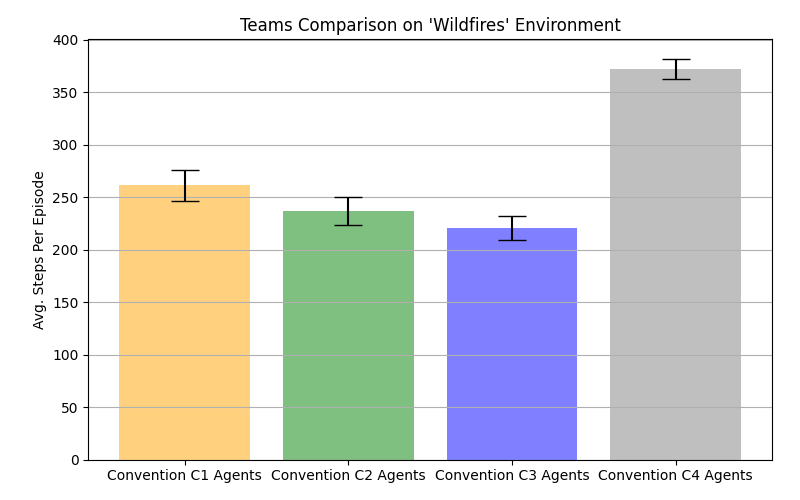 Teams Comparison on 'Wildfires' Environment
400
350
300
250
200
150
100
50
0
Avg. Steps Per Episode
Convention C1 Agents
Convention C2 Agents
Convention C3 Agents
Convention C4 Agents